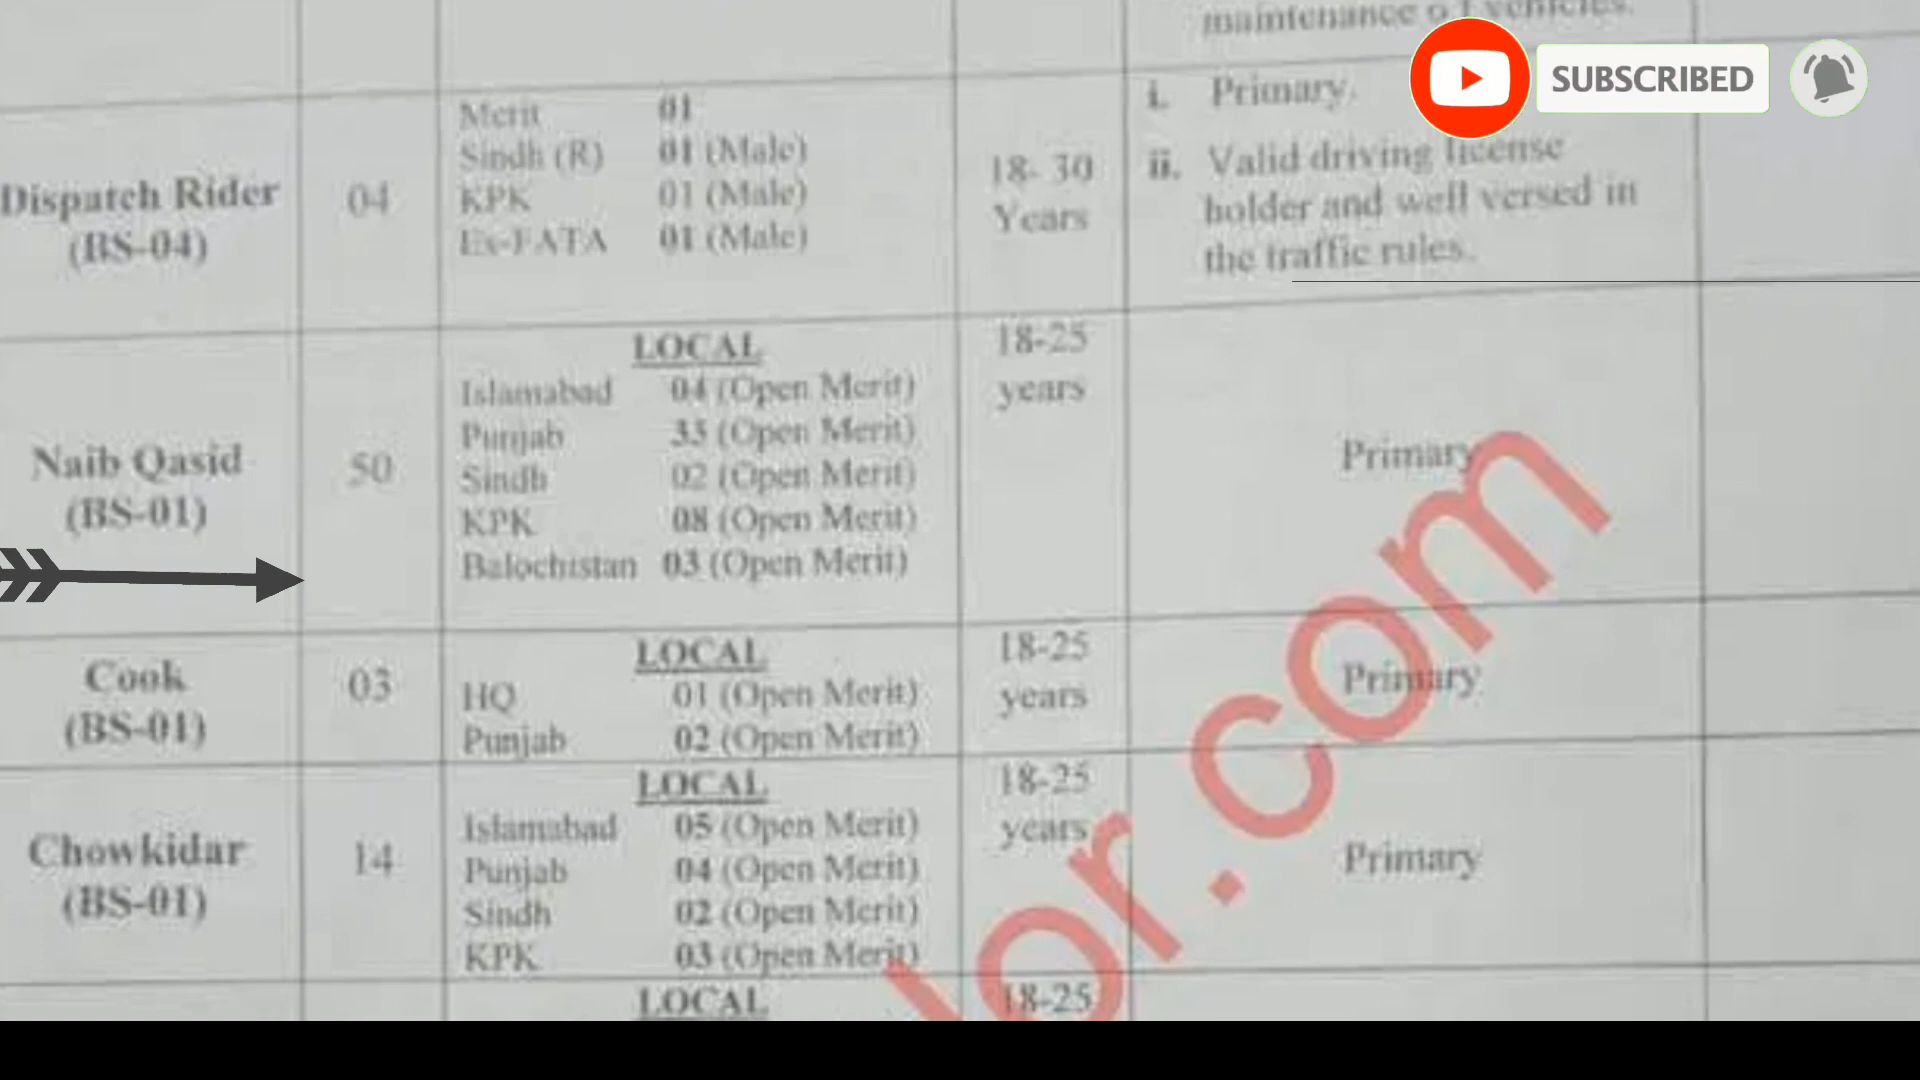 maintenance of vehicles.
SUBSCRIBED
Dispatch Rider
(BS-04)
04
Merit 01
Sindh (R) 01 (Male)
KPK 01 (Male)
Ex-FATA 01 (Male)
18- 30
Years
i. Primary.
ii. Valid driving license
holder and well versed in
the traffic rules.
Naib Qasid
(BS-01)
50
LOCAL
Islamabad 04 (Open Merit)
Punjab 33 (Open Merit)
Sindh 02 (Open Merit)
KPK 08 (Open Merit)
Balochistan 03 (Open Merit)
18-25
years
Primary
Cook
(BS-01)
03
LOCAL
HQ 01 (Open Merit)
Punjab 02 (Open Merit)
18-25
years
Primary
Chowkidar
(BS-01)
14
LOCAL
Islamabad 05 (Open Merit)
Punjab 04 (Open Merit)
Sindh 02 (Open Merit)
KPK 03 (Open Merit)
18-25
years
Primary
LOCAL
18-25
or.com